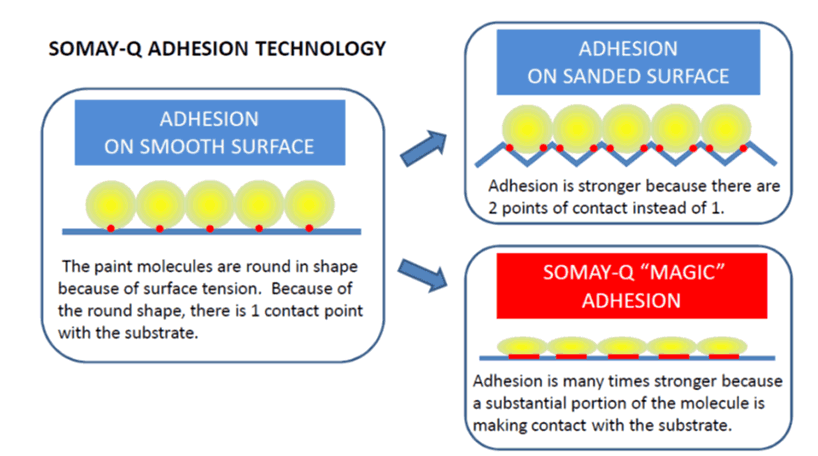 SOMAY-Q ADHESION TECHNOLOGY
ADHESION
ON SMOOTH SURFACE
The paint molecules are round in shape
because of surface tension.  Because of
the round shape, there is 1 contact point
with the substrate.
ADHESION
ON SANDED SURFACE
Adhesion is stronger because there are
2 points of contact instead of 1.
SOMAY-Q “MAGIC”
ADHESION
Adhesion is many times stronger because
a substantial portion of the molecule is
making contact with the substrate.